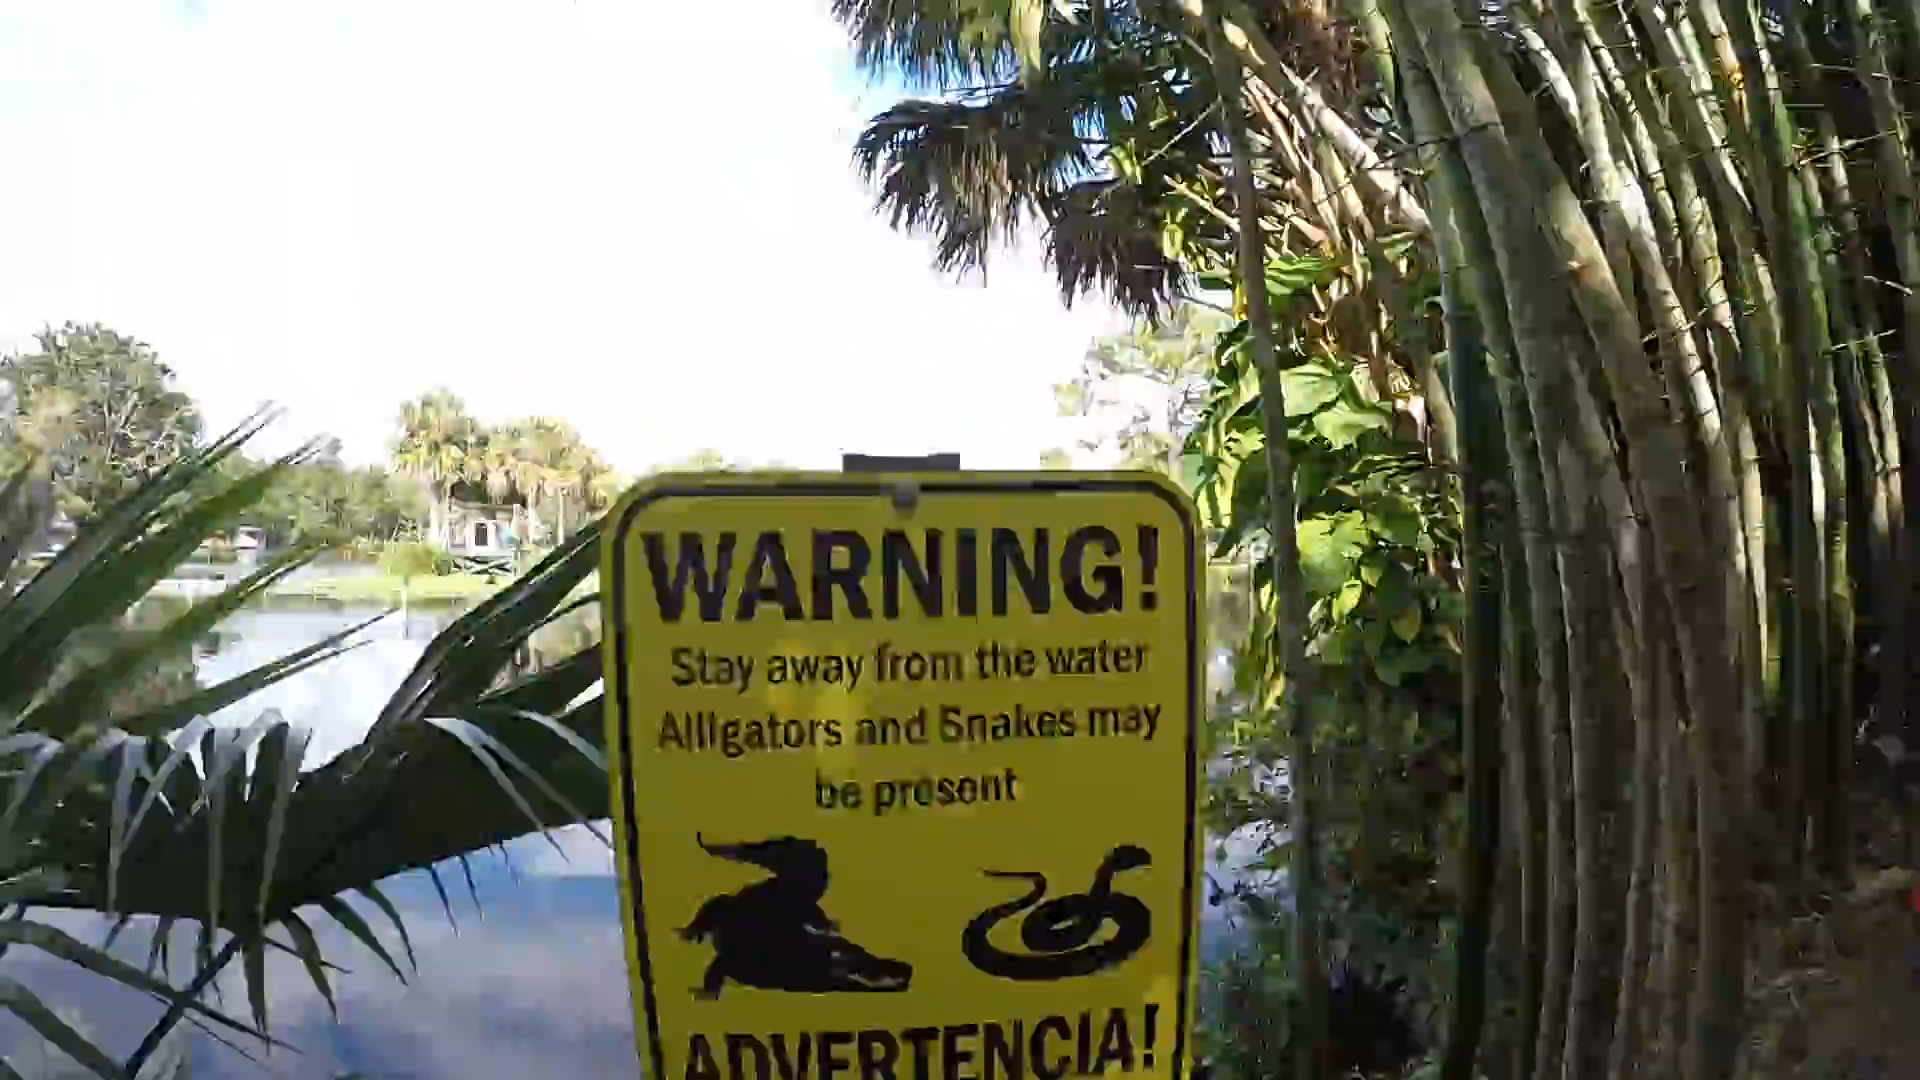 WARNING!
Stay away from the water
Alligators and Snakes may
be present
ADVERTENCIA!